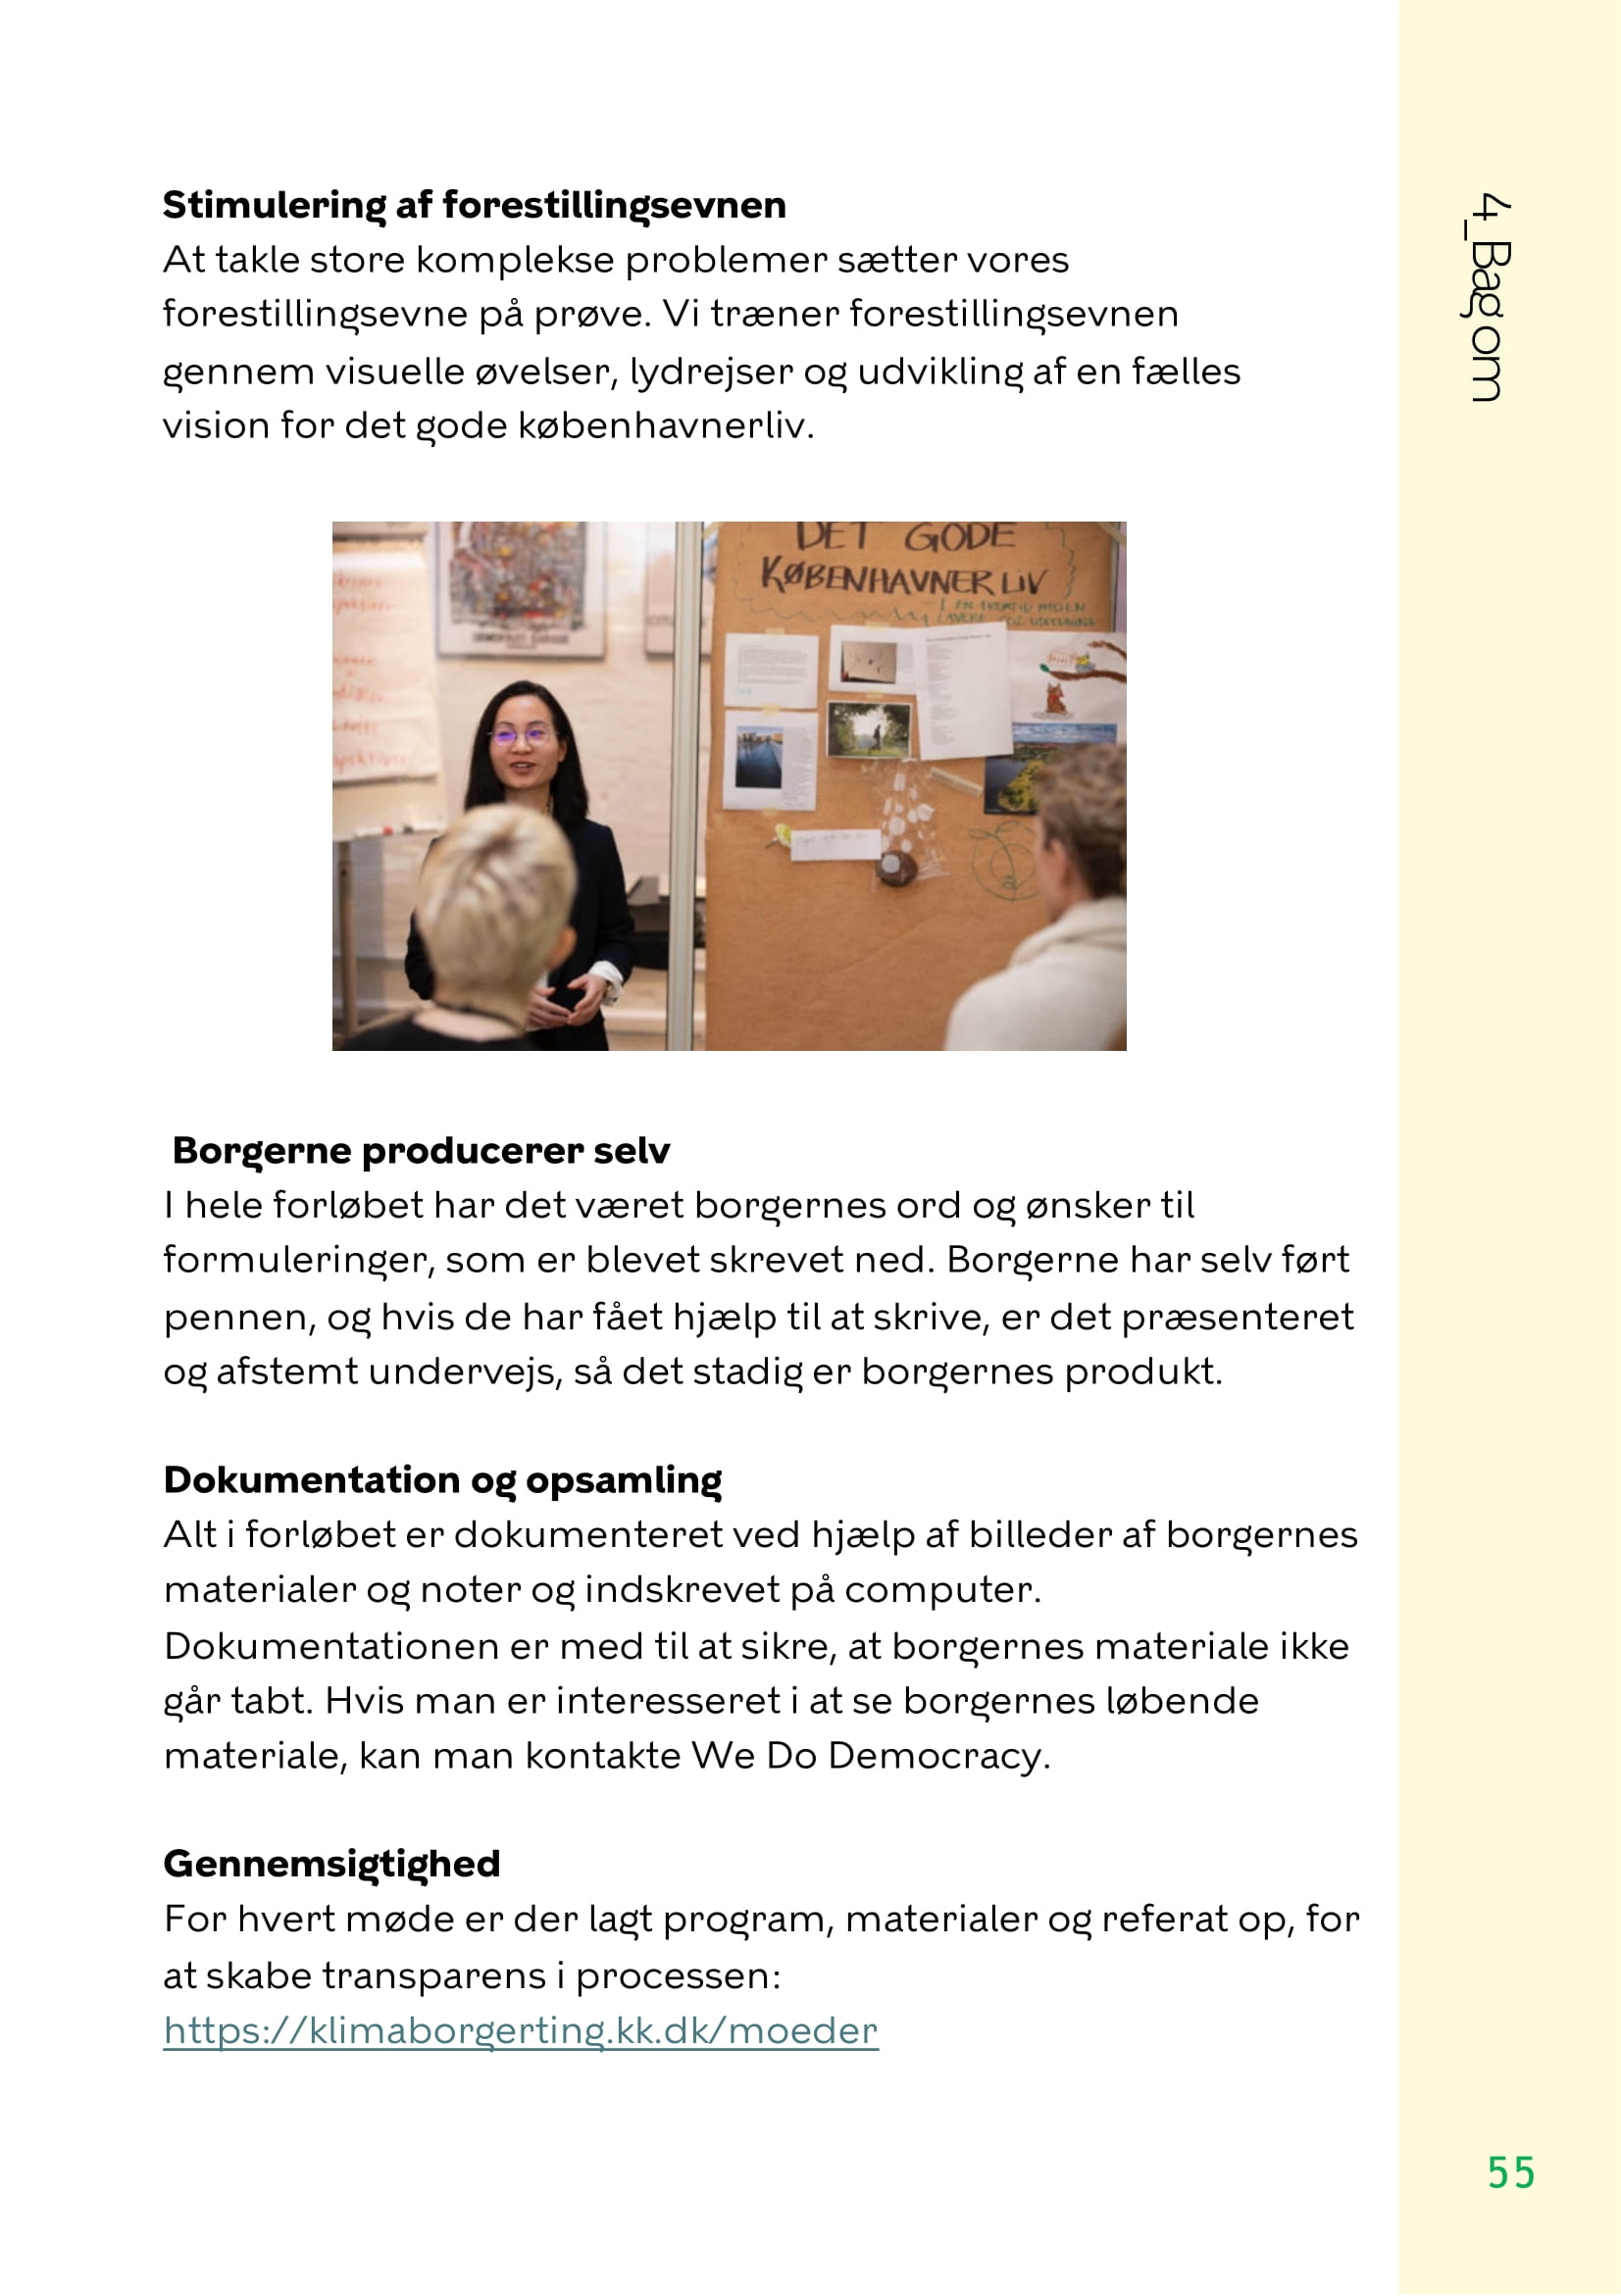 4_Bag om
Stimulering af forestillingsevnen
At takle store komplekse problemer sætter vores
forestillingsevne på prøve. Vi træner forestillingsevnen
gennem visuelle øvelser, lydrejser og udvikling af en fælles
vision for det gode københavnerliv.
DET GODE
KØBENHAVNERLIV
Borgerne producerer selv
I hele forløbet har det været borgernes ord og ønsker til
formuleringer, som er blevet skrevet ned. Borgerne har selv ført
pennen, og hvis de har fået hjælp til at skrive, er det præsenteret
og afstemt undervejs, så det stadig er borgernes produkt.
Dokumentation og opsamling
Alt i forløbet er dokumenteret ved hjælp af billeder af borgernes
materialer og noter og indskrevet på computer.
Dokumentationen er med til at sikre, at borgernes materiale ikke
går tabt. Hvis man er interesseret i at se borgernes løbende
materiale, kan man kontakte We Do Democracy.
Gennemsigtighed
For hvert møde er der lagt program, materialer og referat op, for
at skabe transparens i processen:
https://klimaborgerting.kk.dk/moeder
55